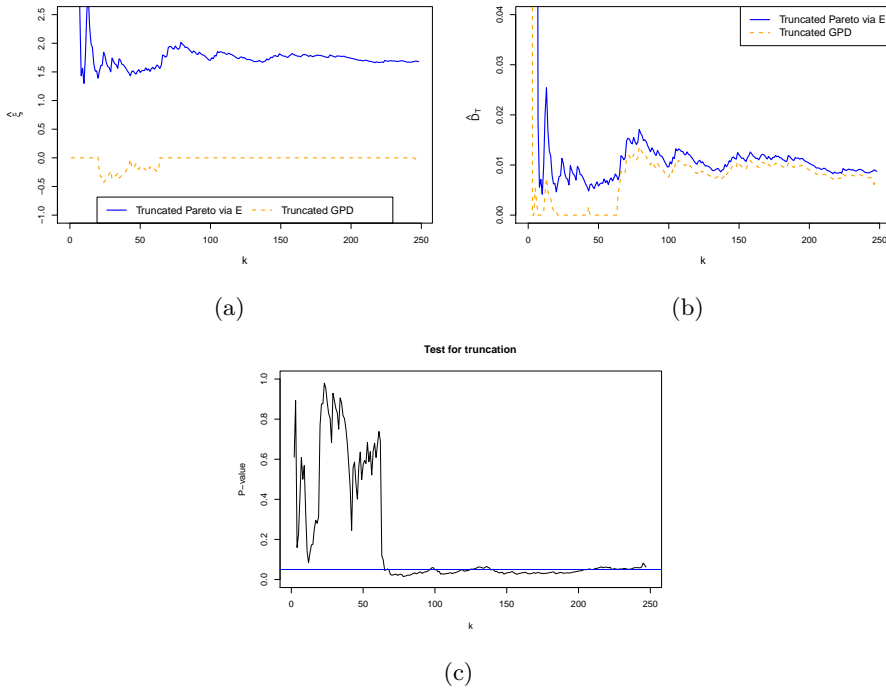 2.5
2.0
1.5
1.0
0.5
0.0
−0.5
−1.0
ξ̂
Truncated Pareto via E
Truncated GPD
0
50
100
150
200
250
k
(a)
0.04
0.03
0.02
0.01
0.00
D̂T
Truncated Pareto via E
Truncated GPD
0
50
100
150
200
250
k
(b)
Test for truncation
1.0
0.8
0.6
0.4
0.2
0.0
P−value
0
50
100
150
200
250
k
(c)